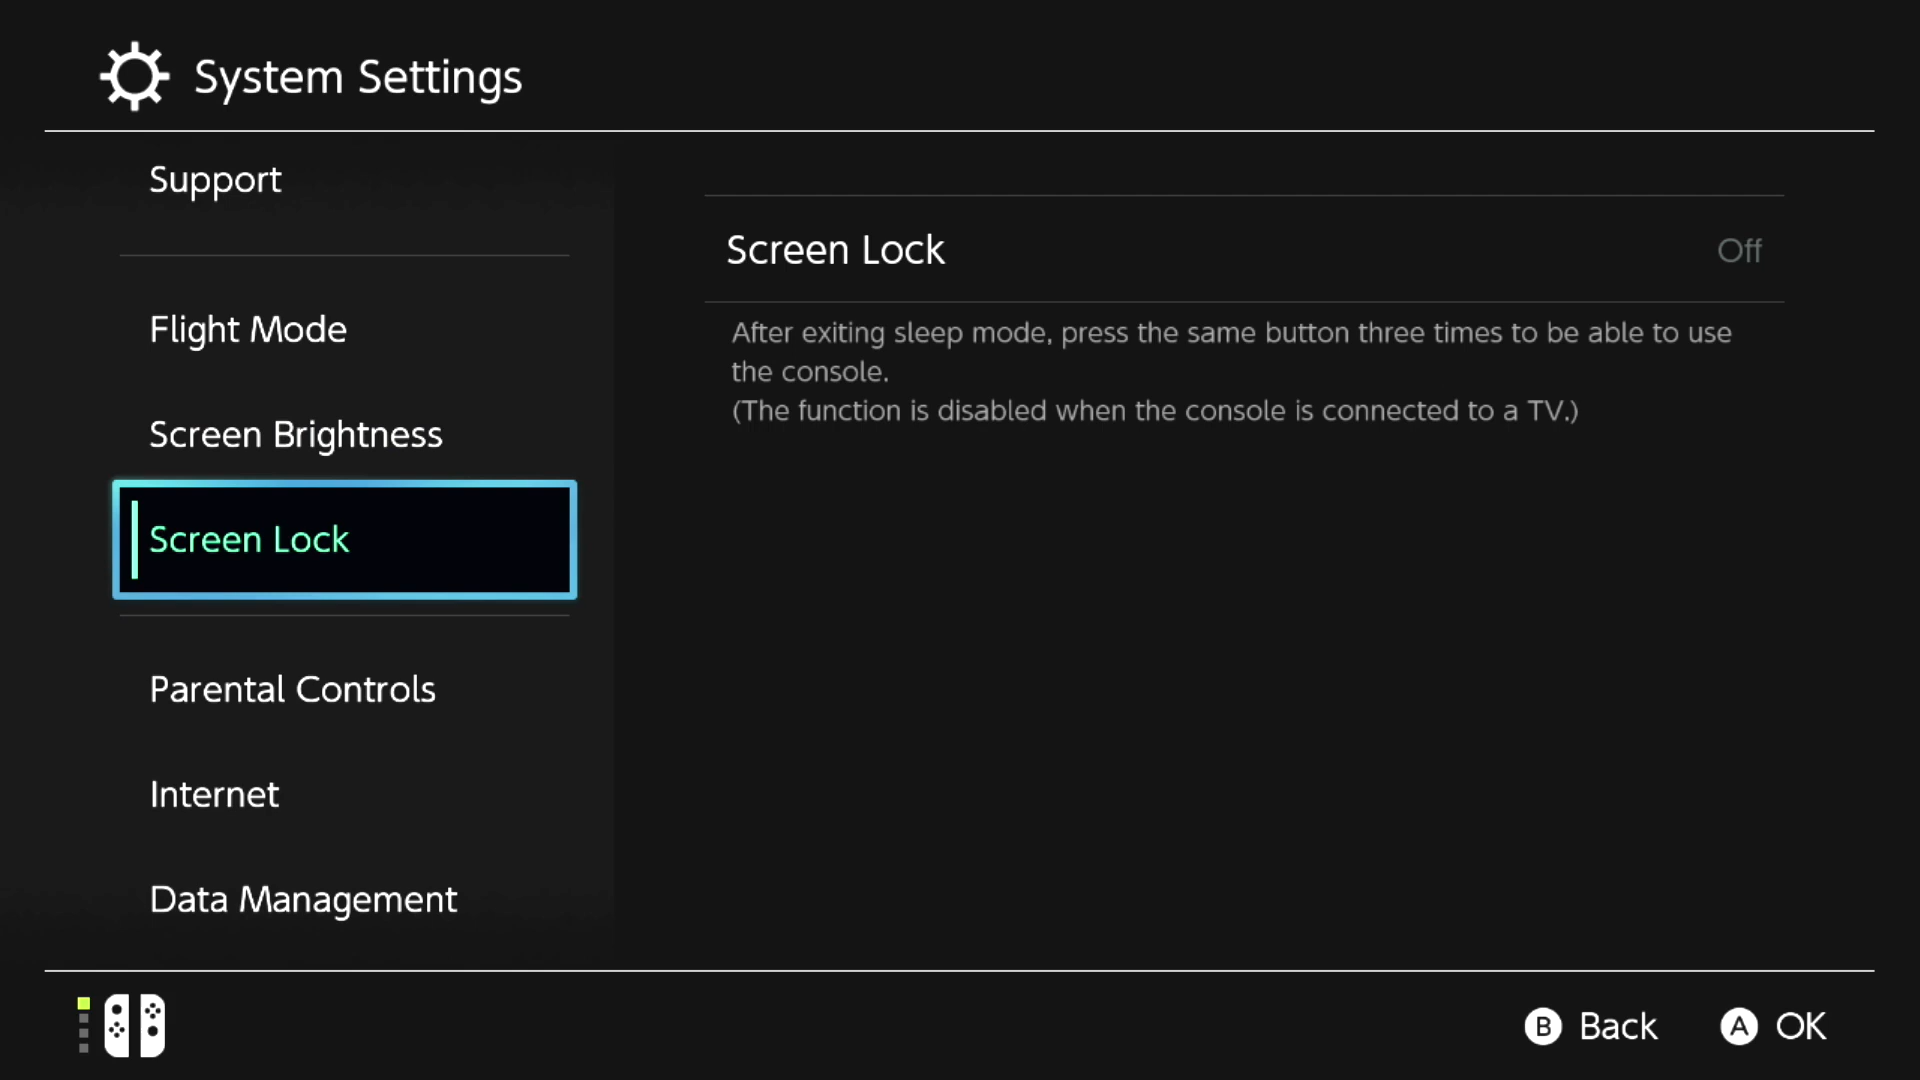 System Settings
Support
Flight Mode
Screen Brightness
Screen Lock
Parental Controls
Internet
Data Management
Screen Lock Off
After exiting sleep mode, press the same button three times to be able to use
the console.
(The function is disabled when the console is connected to a TV.)
B Back A OK